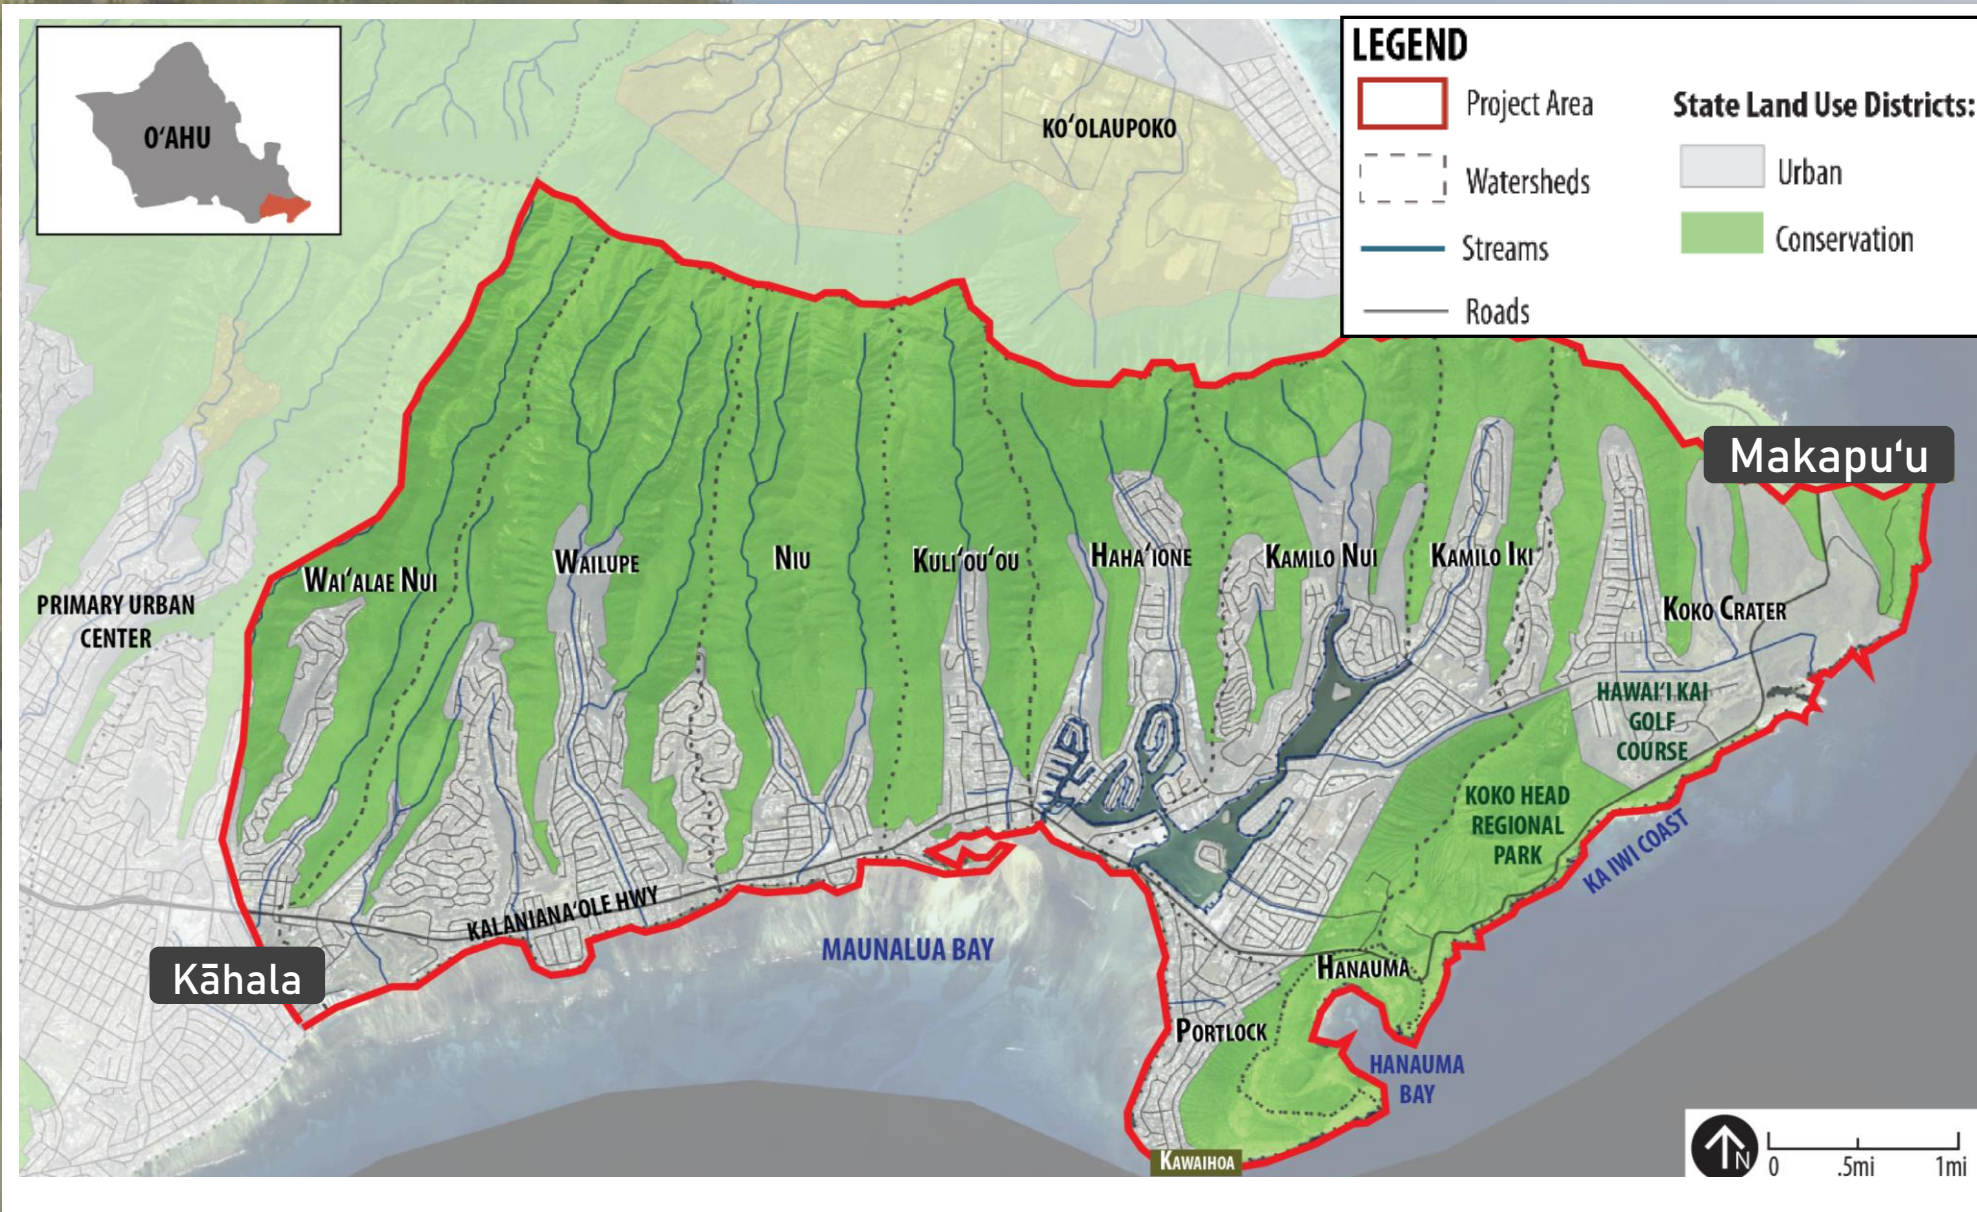 O‘AHU
LEGEND
Project Area
Watersheds
Streams
Roads
State Land Use Districts:
Urban
Conservation
KO‘OLAUPOKO
Makapu‘u
WAI‘ALAE NUI
WAILUPE
NIU
KULI‘OU‘OU
HAHA‘IONE
KAMILO NUI
KAMILO IKI
KOKO CRATER
PRIMARY URBAN
CENTER
HAWAI‘I KAI
GOLF
COURSE
KOKO HEAD
REGIONAL
PARK
KA IWI COAST
KALANIANA‘OLE HWY
MAUNALUA BAY
Kāhala
HANAUMA
PORTLOCK
HANAUMA
BAY
KAWAIHOA
N
0 .5mi 1mi